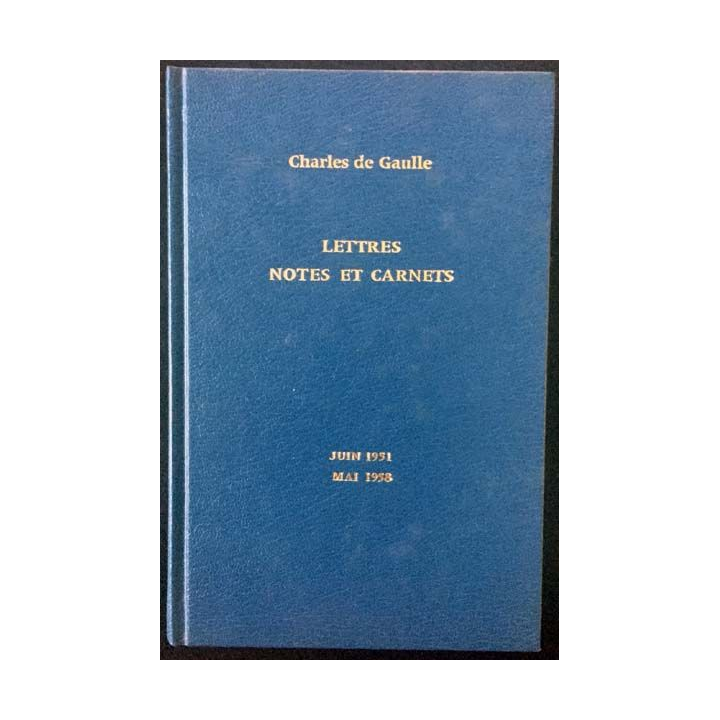 Charles de Gaulle
LETTRES
NOTES ET CARNETS
JUIN 1951
MAI 1958